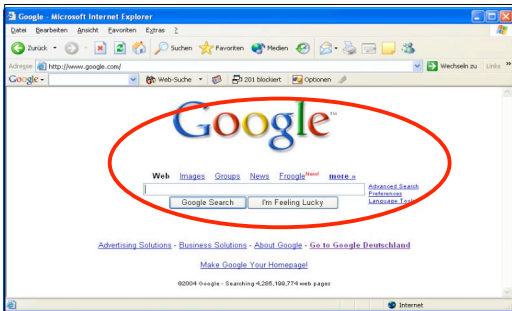 Google - Microsoft Internet Explorer
Datei Bearbeiten Ansicht Favoriten Extras ?
Zurück Suchen Favoriten Medien
Adresse http://www.google.com/ Wechseln zu Links »
Google Web-Suche 201 blockiert Optionen
Google™
Web Images Groups News Froogle New! more »
Advanced Search
Preferences
Language Tools
Google Search I'm Feeling Lucky
Advertising Solutions - Business Solutions - About Google - Go to Google Deutschland
Make Google Your Homepage!
©2004 Google - Searching 4,285,199,774 web pages
Internet